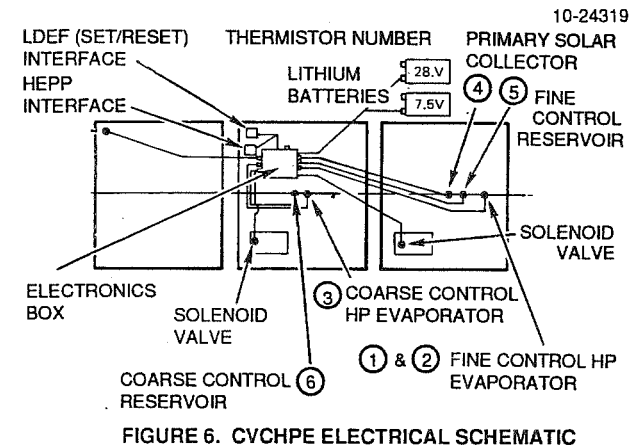 10-24319
LDEF (SET/RESET)
INTERFACE
THERMISTOR NUMBER
PRIMARY SOLAR
COLLECTOR
HEPP
INTERFACE
LITHIUM
BATTERIES
28.V
7.5V
4
5
FINE
CONTROL
RESERVOIR
SOLENOID
VALVE
ELECTRONICS
BOX
SOLENOID
VALVE
3 COARSE CONTROL
HP EVAPORATOR
1 & 2 FINE CONTROL HP
EVAPORATOR
COARSE CONTROL 6
RESERVOIR
FIGURE 6. CVCHPE ELECTRICAL SCHEMATIC